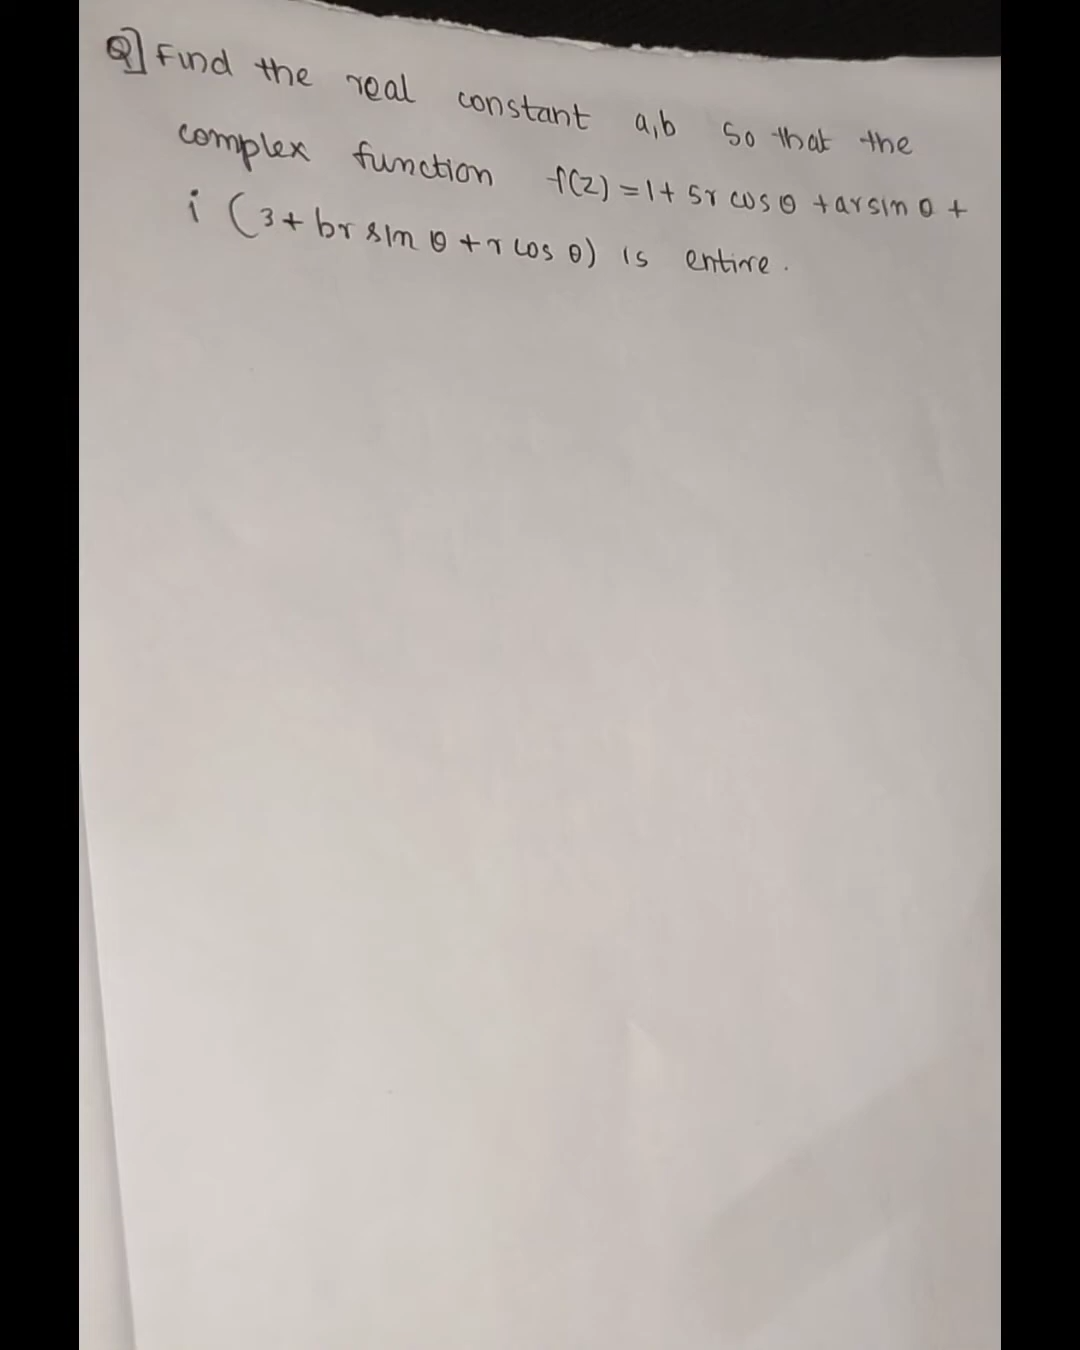 Q] Find the real constant a,b so that the
complex function f(z) = 1 + 5r cos θ + ar sin θ +
i (3 + br sin θ + r cos θ) is entire.